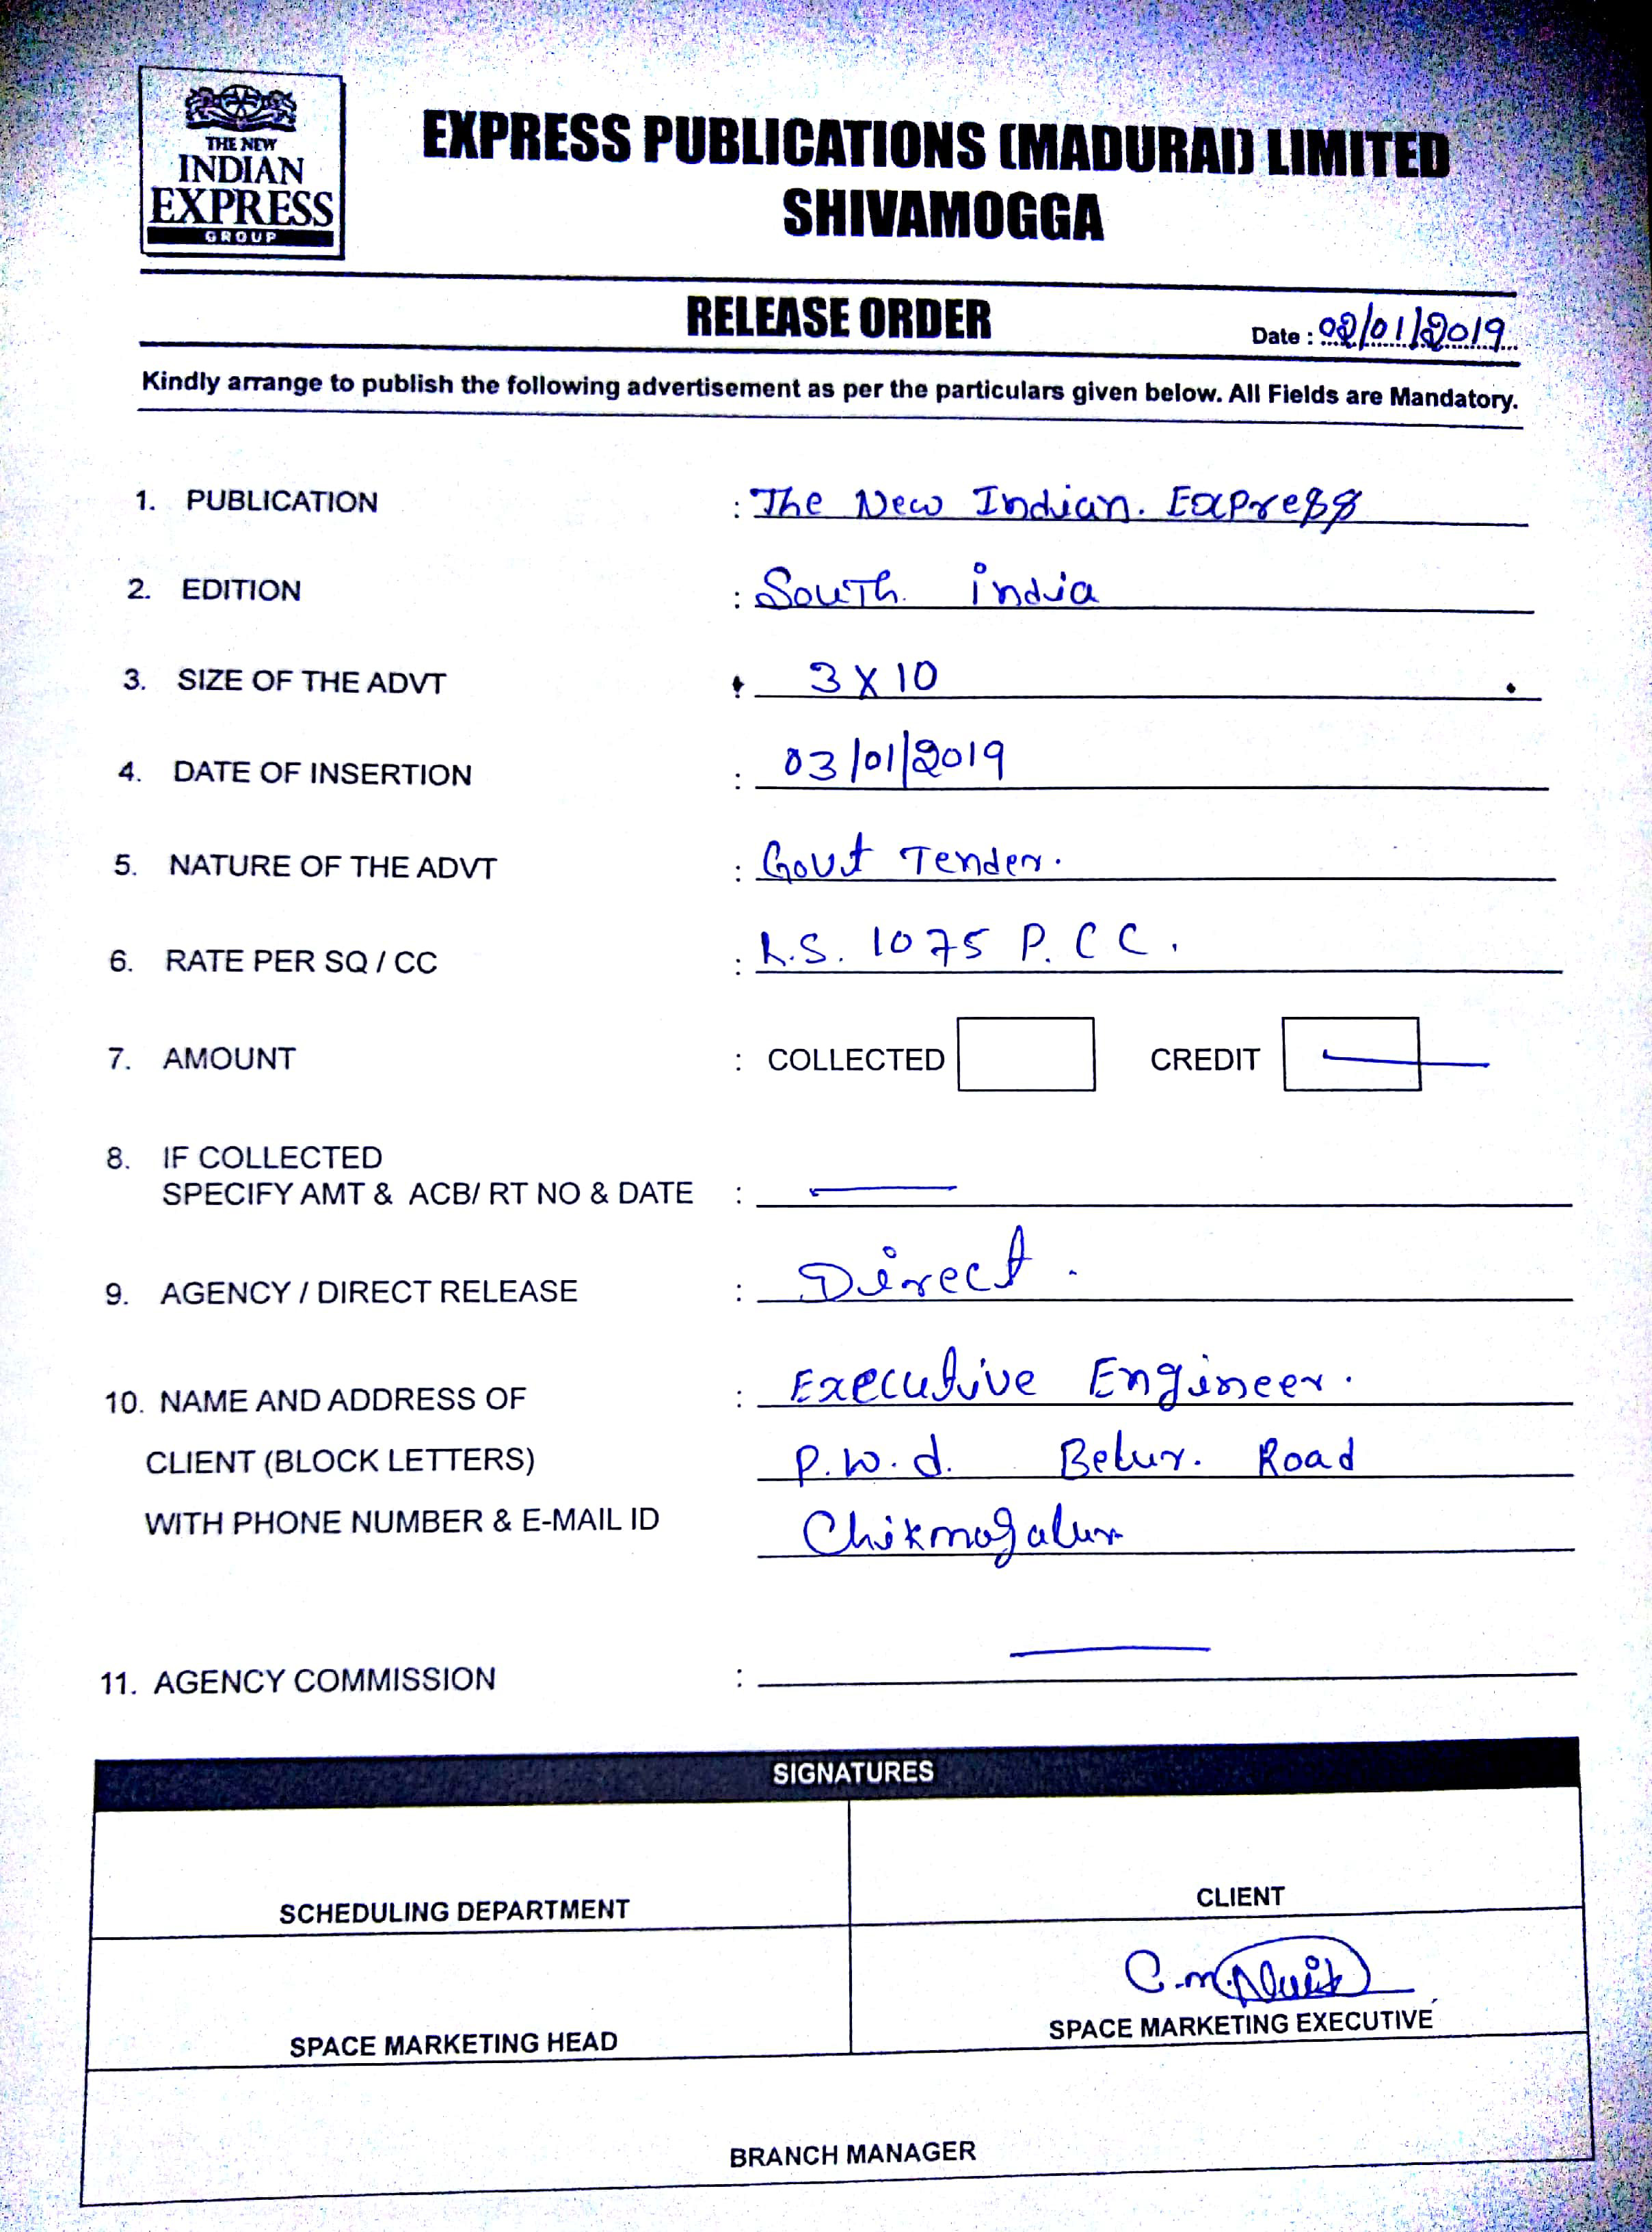 THE NEW
INDIAN
EXPRESS
GROUP
EXPRESS PUBLICATIONS (MADURAI) LIMITED
SHIVAMOGGA
RELEASE ORDER
Date : 02/01/2019
Kindly arrange to publish the following advertisement as per the particulars given below. All Fields are Mandatory.
1. PUBLICATION : The New Indian. Express
2. EDITION : South. india
3. SIZE OF THE ADVT : 3 X 10
4. DATE OF INSERTION : 03/01/2019
5. NATURE OF THE ADVT : Govt Tender.
6. RATE PER SQ / CC : R.S. 1075 P. C C.
7. AMOUNT : COLLECTED CREDIT
8. IF COLLECTED
SPECIFY AMT & ACB/ RT NO & DATE :
9. AGENCY / DIRECT RELEASE : Direct.
10. NAME AND ADDRESS OF : Executive Engineer.
CLIENT (BLOCK LETTERS) P.W.d. Belur. Road
WITH PHONE NUMBER & E-MAIL ID Chikmagalur
11. AGENCY COMMISSION :
SIGNATURES
SCHEDULING DEPARTMENT
CLIENT
C.m.
SPACE MARKETING HEAD
SPACE MARKETING EXECUTIVE
BRANCH MANAGER